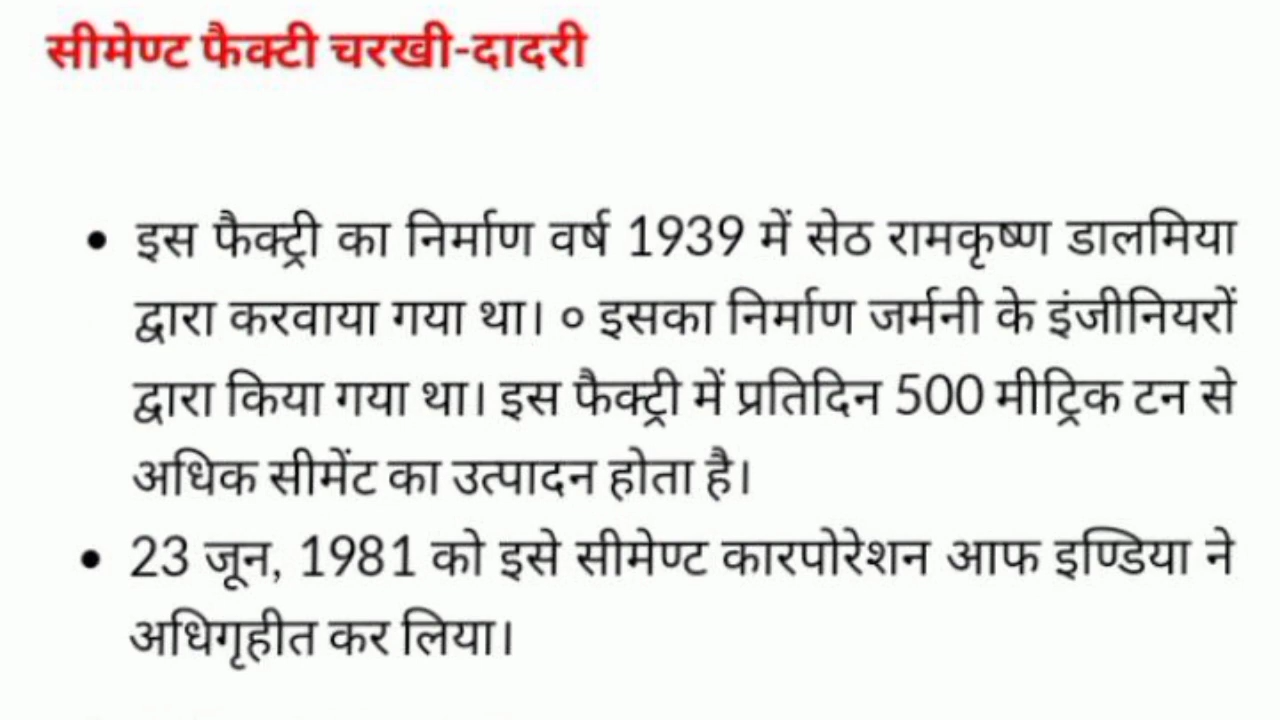 सीमेण्ट फैक्टी चरखी-दादरी
• इस फैक्ट्री का निर्माण वर्ष 1939 में सेठ रामकृष्ण डालमिया
द्वारा करवाया गया था। ० इसका निर्माण जर्मनी के इंजीनियरों
द्वारा किया गया था। इस फैक्ट्री में प्रतिदिन 500 मीट्रिक टन से
अधिक सीमेंट का उत्पादन होता है।
• 23 जून, 1981 को इसे सीमेण्ट कारपोरेशन आफ इण्डिया ने
अधिगृहीत कर लिया।